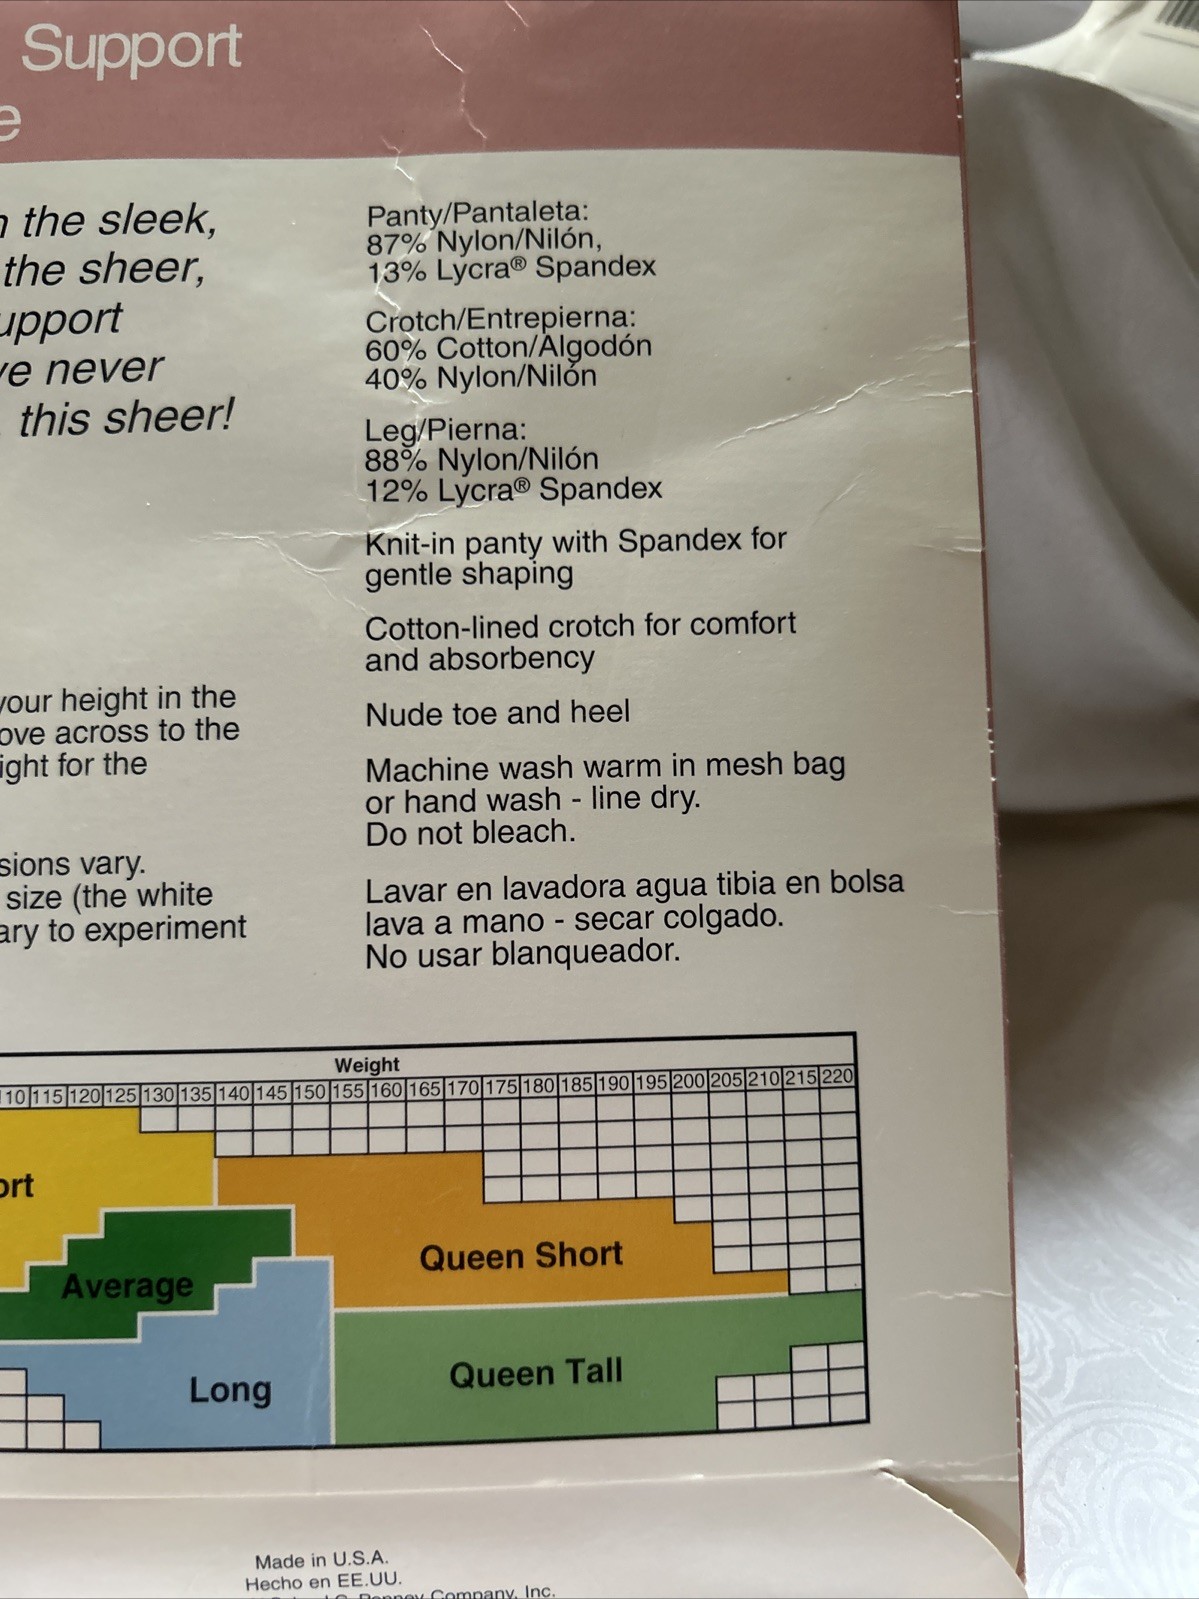 Support
e
the sleek,
the sheer,
upport
ve never
this sheer!
Panty/Pantaleta:
87% Nylon/Nilón,
13% Lycra® Spandex
Crotch/Entrepierna:
60% Cotton/Algodón
40% Nylon/Nilón
Leg/Pierna:
88% Nylon/Nilón
12% Lycra® Spandex
Knit-in panty with Spandex for
gentle shaping
Cotton-lined crotch for comfort
and absorbency
Nude toe and heel
Machine wash warm in mesh bag
or hand wash - line dry.
Do not bleach.
Lavar en lavadora agua tibia en bolsa
lava a mano - secar colgado.
No usar blanqueador.
your height in the
ove across to the
ight for the
sions vary.
size (the white
ary to experiment
Weight
110 115 120 125 130 135 140 145 150 155 160 165 170 175 180 185 190 195 200 205 210 215 220
ort
Queen Short
Average
Queen Tall
Long
Made in U.S.A.
Hecho en EE.UU.
Penney Company, Inc.